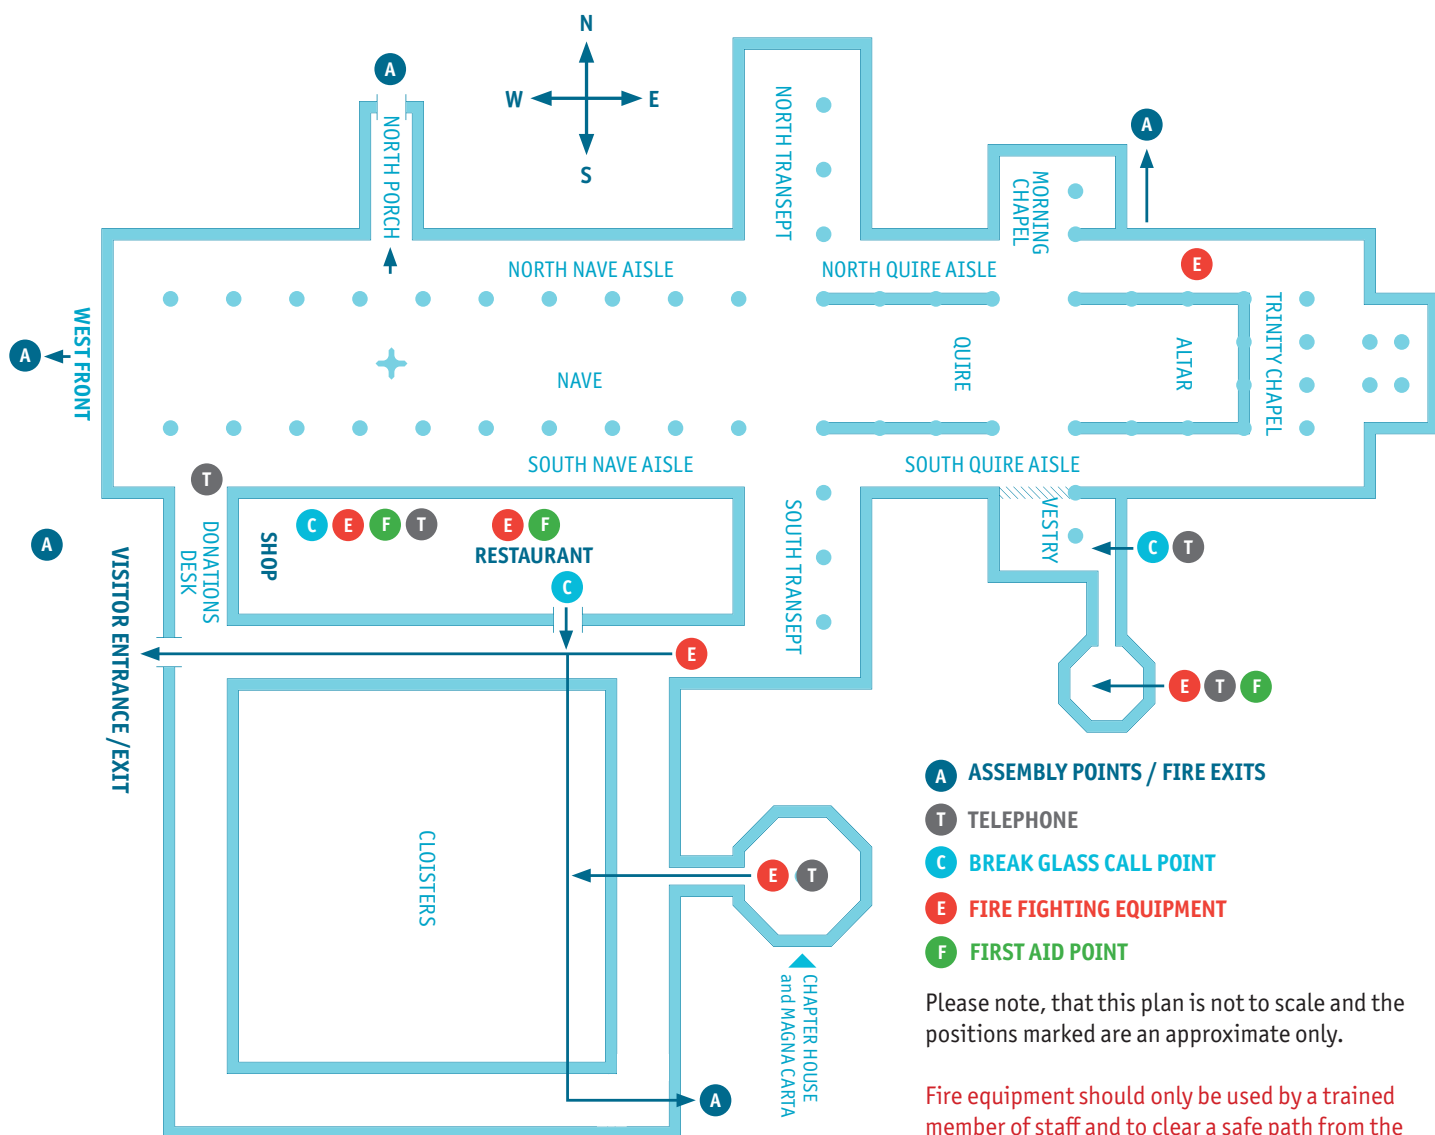 N
W
E
S
A
NORTH PORCH
NORTH TRANSEPT
A
MORNING
CHAPEL
NORTH NAVE AISLE
NORTH QUIRE AISLE
E
A
WEST FRONT
NAVE
QUIRE
ALTAR
TRINITY CHAPEL
SOUTH NAVE AISLE
SOUTH QUIRE AISLE
T
A
VISITOR ENTRANCE /EXIT
DONATIONS
DESK
SHOP
C E F T
E F
RESTAURANT
C
SOUTH TRANSEPT
VESTRY
C T
E
E T F
CLOISTERS
E T
CHAPTER HOUSE
and MAGNA CARTA
A
A ASSEMBLY POINTS / FIRE EXITS
T TELEPHONE
C BREAK GLASS CALL POINT
E FIRE FIGHTING EQUIPMENT
F FIRST AID POINT
Please note, that this plan is not to scale and the
positions marked are an approximate only.
Fire equipment should only be used by a trained
member of staff and to clear a safe path from the